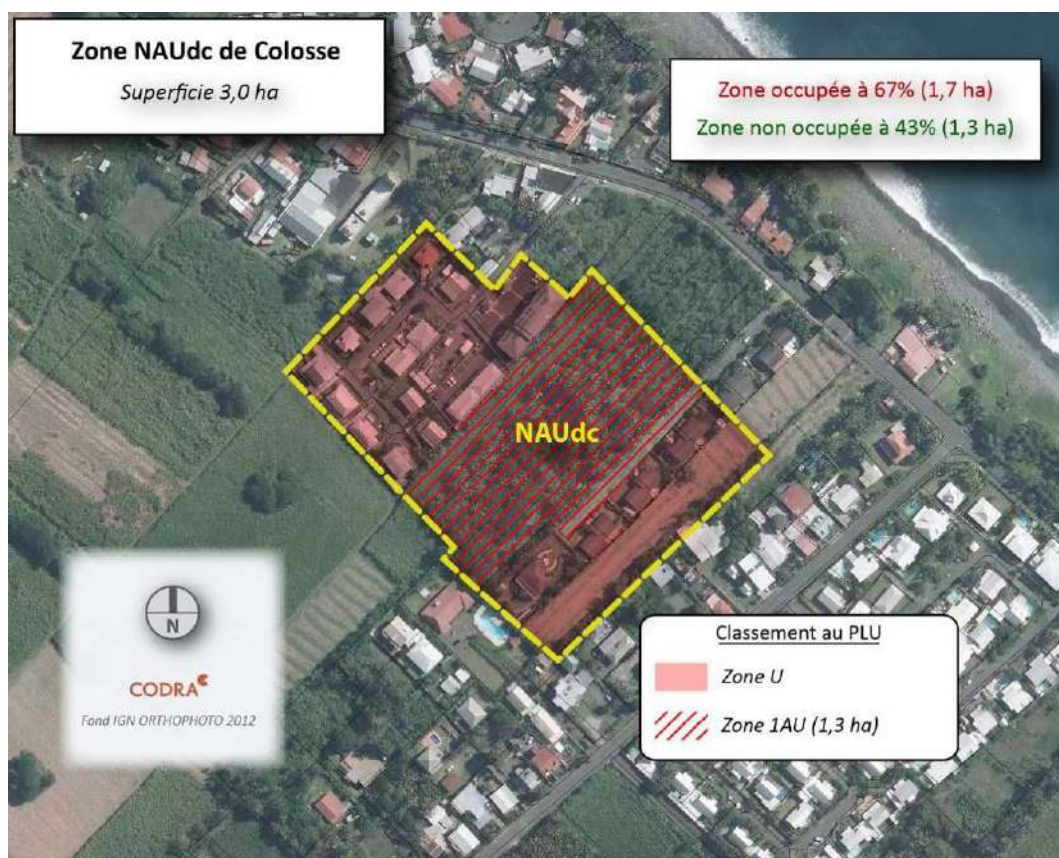 Zone NAUdc de Colosse
Superficie 3,0 ha
Zone occupée à 67% (1,7 ha)
Zone non occupée à 43% (1,3 ha)
NAUdc
N
CODRA
Fond IGN ORTHOPHOTO 2012
Classement au PLU
Zone U
Zone 1AU (1,3 ha)